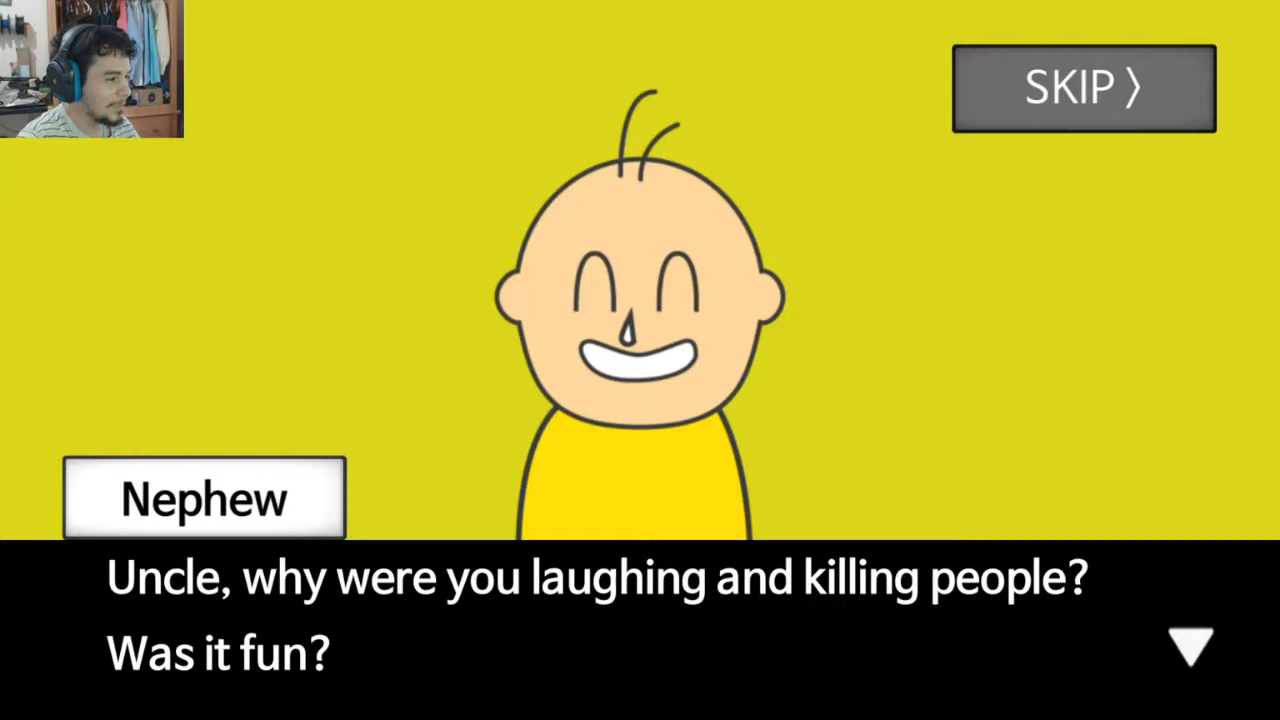 SKIP 〉
Nephew
Uncle, why were you laughing and killing people?
Was it fun?